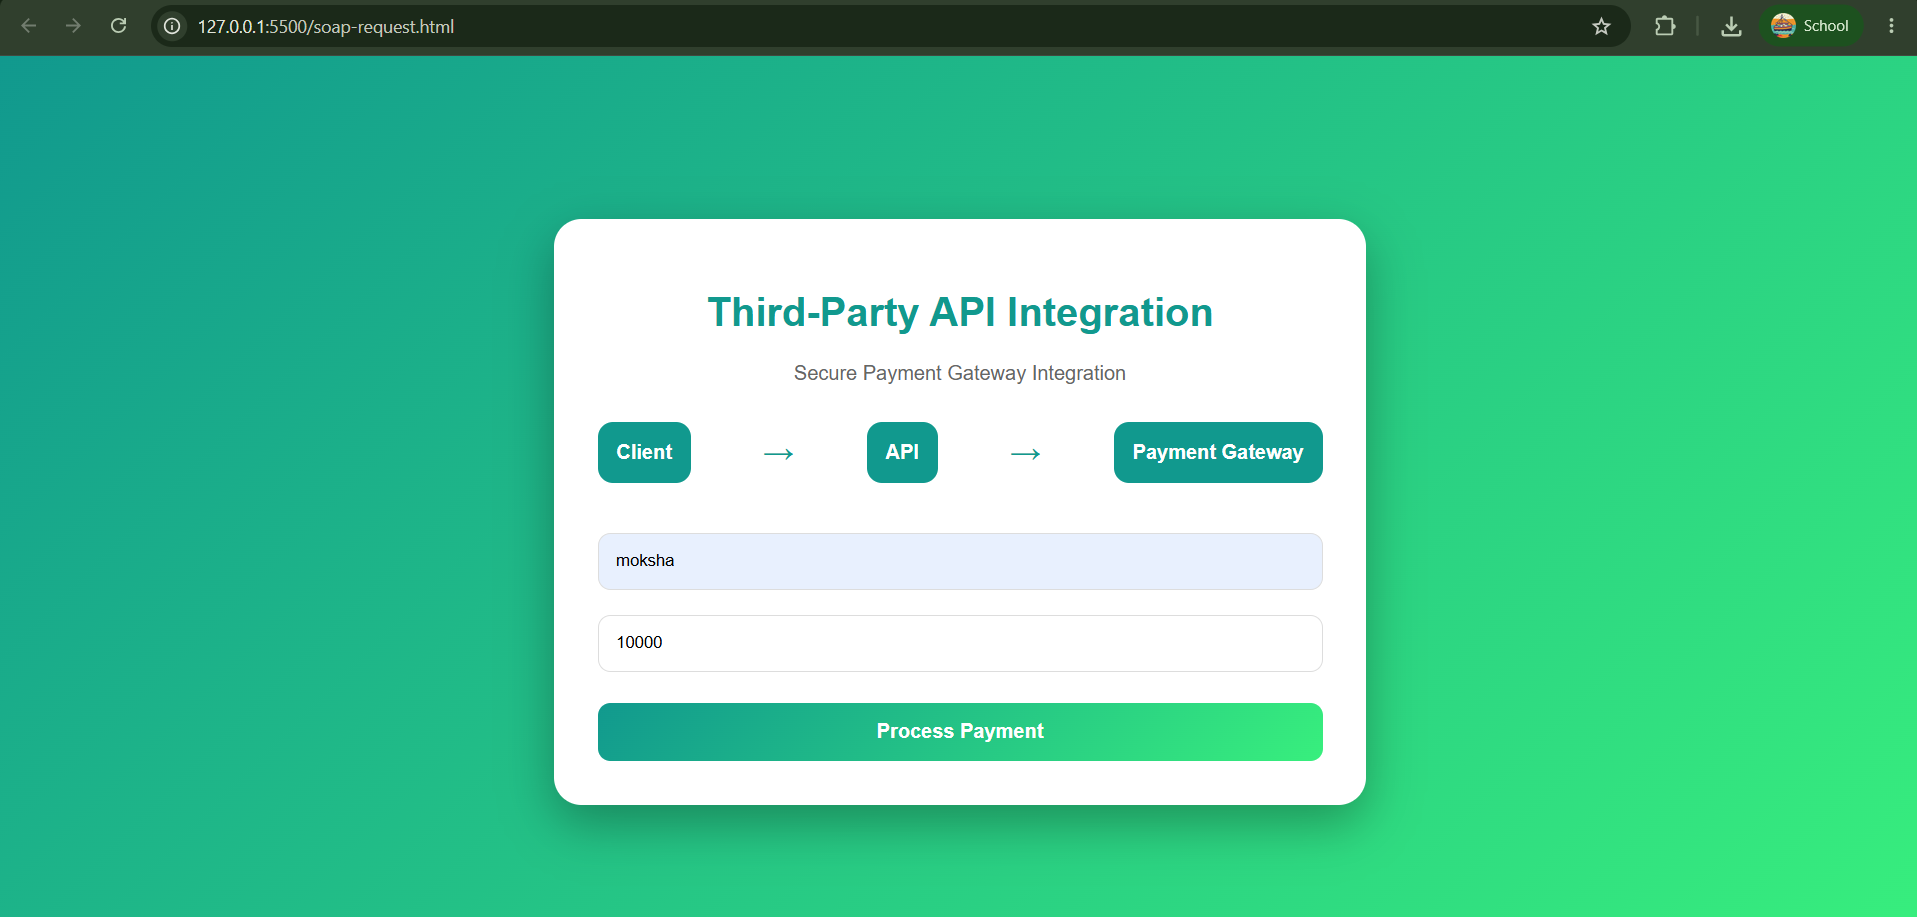 127.0.0.1:5500/soap-request.html
School
Third-Party API Integration
Secure Payment Gateway Integration
Client → API → Payment Gateway
moksha
10000
Process Payment